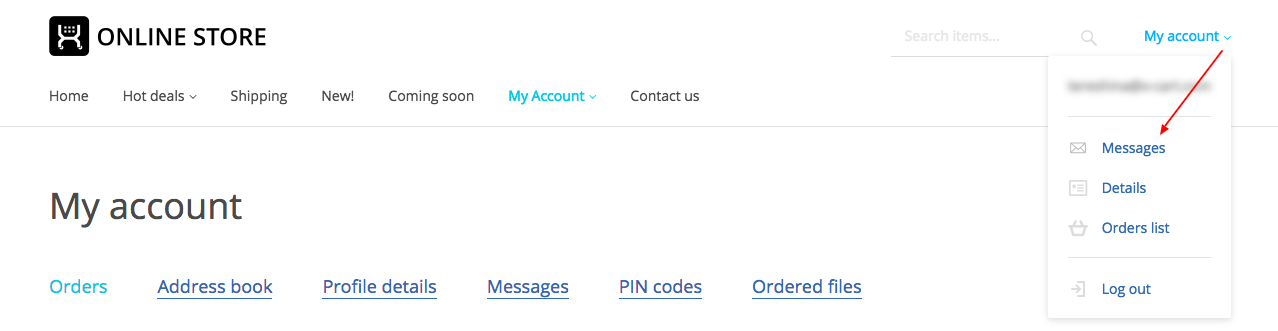 ONLINE STORE
Search items...
My account
Home Hot deals Shipping New! Coming soon My Account Contact us
Messages
Details
Orders list
Log out
My account
Orders Address book Profile details Messages PIN codes Ordered files